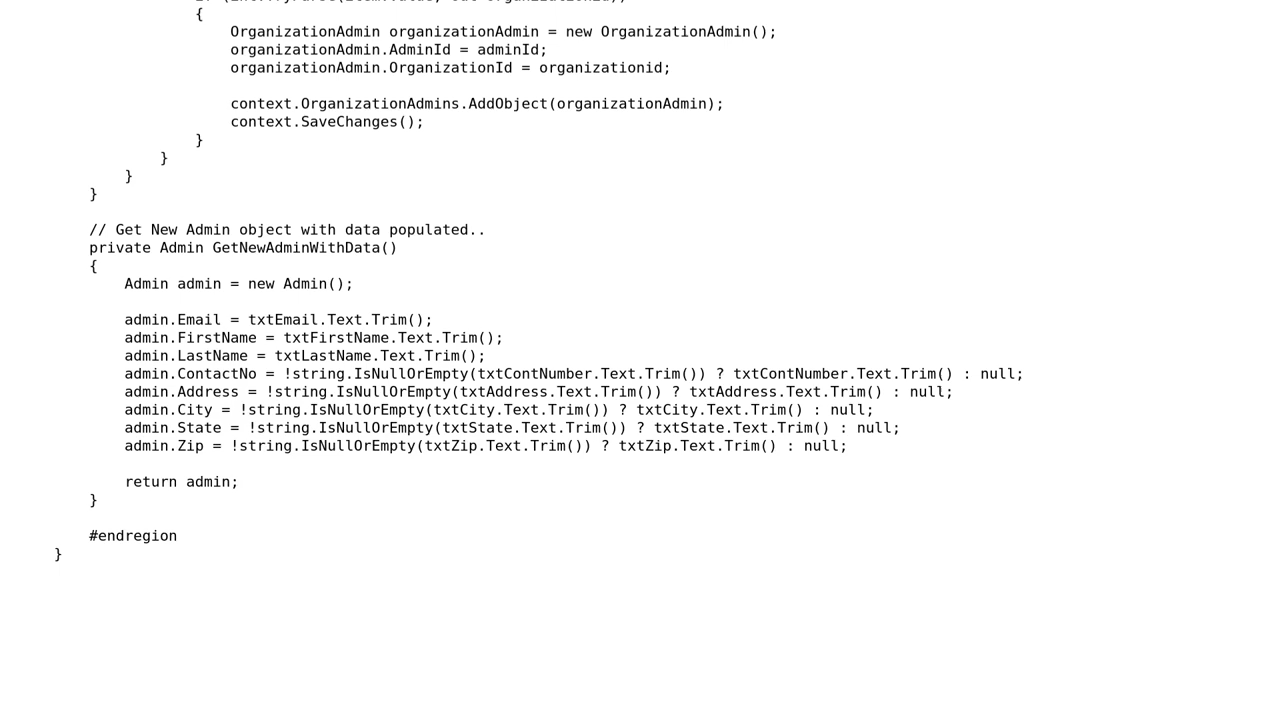 {
OrganizationAdmin organizationAdmin = new OrganizationAdmin();
organizationAdmin.AdminId = adminId;
organizationAdmin.OrganizationId = organizationid;
context.OrganizationAdmins.AddObject(organizationAdmin);
context.SaveChanges();
}
}
}
}
// Get New Admin object with data populated..
private Admin GetNewAdminWithData()
{
Admin admin = new Admin();
admin.Email = txtEmail.Text.Trim();
admin.FirstName = txtFirstName.Text.Trim();
admin.LastName = txtLastName.Text.Trim();
admin.ContactNo = !string.IsNullOrEmpty(txtContNumber.Text.Trim()) ? txtContNumber.Text.Trim() : null;
admin.Address = !string.IsNullOrEmpty(txtAddress.Text.Trim()) ? txtAddress.Text.Trim() : null;
admin.City = !string.IsNullOrEmpty(txtCity.Text.Trim()) ? txtCity.Text.Trim() : null;
admin.State = !string.IsNullOrEmpty(txtState.Text.Trim()) ? txtState.Text.Trim() : null;
admin.Zip = !string.IsNullOrEmpty(txtZip.Text.Trim()) ? txtZip.Text.Trim() : null;
return admin;
}
#endregion
}